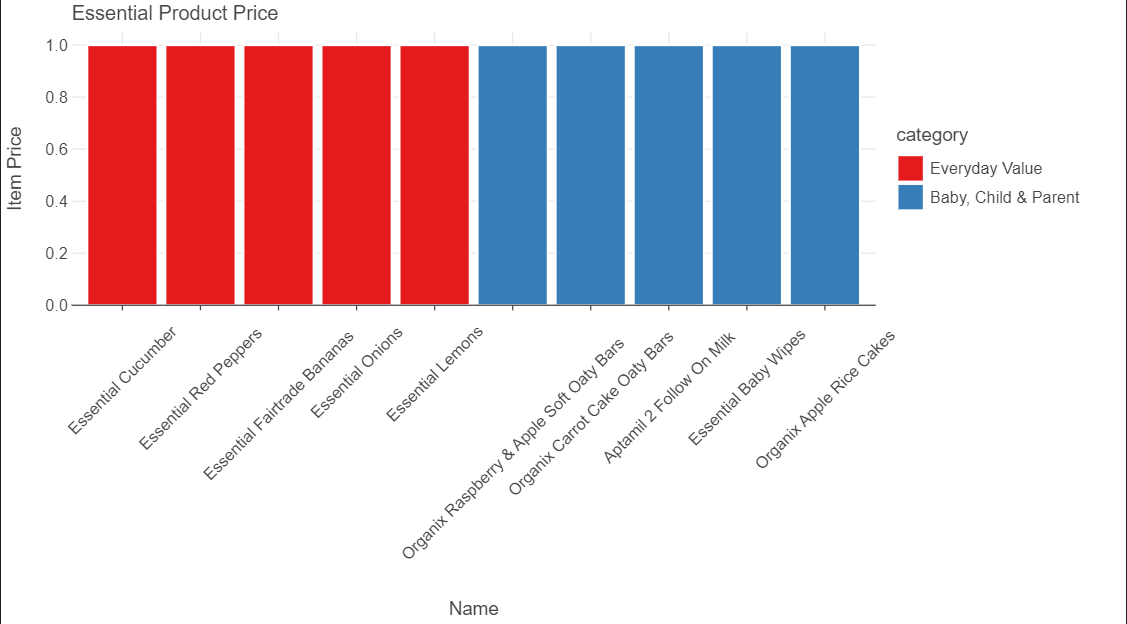 Essential Product Price
Item Price
1.0
0.8
0.6
0.4
0.2
0.0
Essential Cucumber
Essential Red Peppers
Essential Fairtrade Bananas
Essential Onions
Essential Lemons
Organix Raspberry & Apple Soft Oaty Bars
Organix Carrot Cake Oaty Bars
Aptamil 2 Follow On Milk
Essential Baby Wipes
Organix Apple Rice Cakes
Name
category
Everyday Value
Baby, Child & Parent